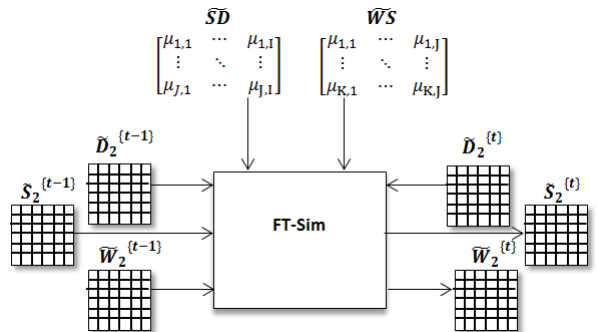 S̃D̃ W̃S̃
[μ1,1 ⋯ μ1,I] [μ1,1 ⋯ μ1,J]
[⋮ ⋱ ⋮] [⋮ ⋱ ⋮]
[μJ,1 ⋯ μJ,I] [μK,1 ⋯ μK,J]
D̃2{t−1} D̃2{t}
S̃2{t−1} S̃2{t}
FT-Sim
W̃2{t−1} W̃2{t}